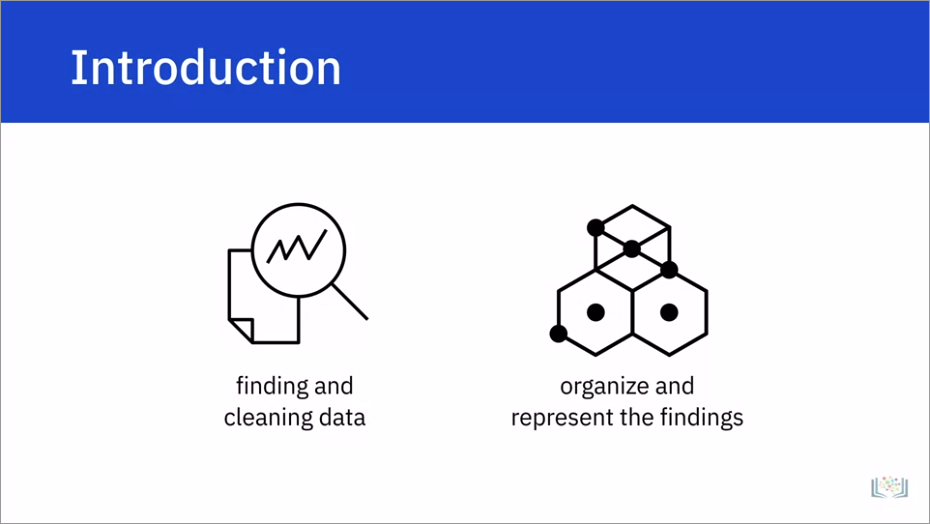 Introduction
finding and
cleaning data
organize and
represent the findings